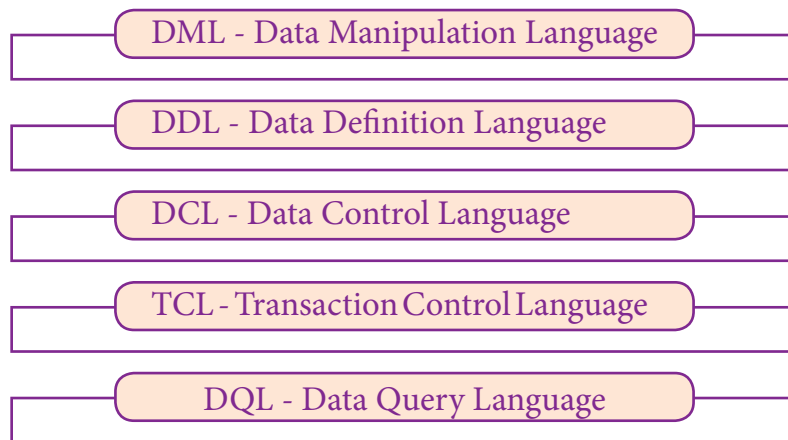 DML - Data Manipulation Language
DDL - Data Definition Language
DCL - Data Control Language
TCL - Transaction Control Language
DQL - Data Query Language